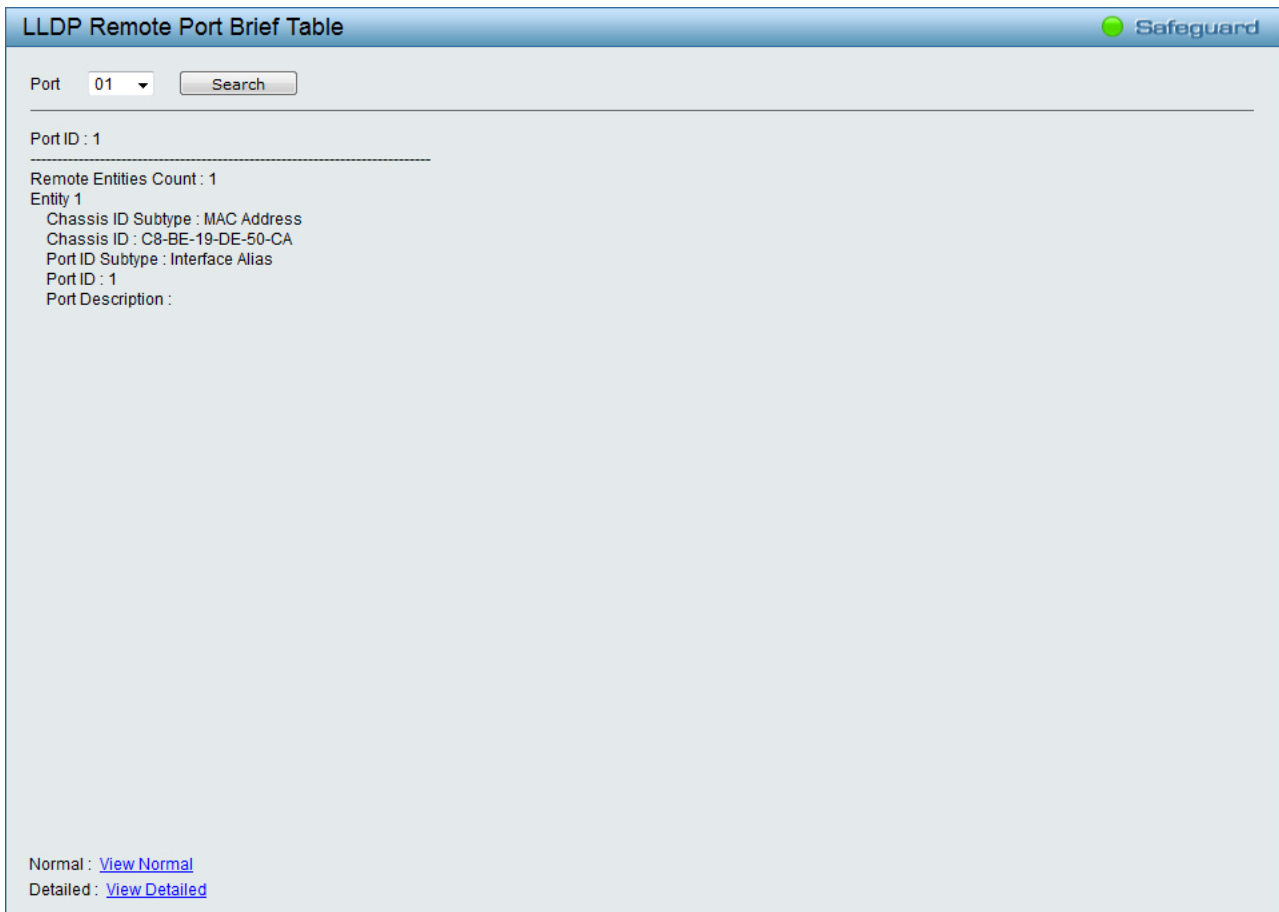 LLDP Remote Port Brief Table
Safeguard
Port 01 Search
Port ID : 1
--------------------------------------------------------------------------------
Remote Entities Count : 1
Entity 1
Chassis ID Subtype : MAC Address
Chassis ID : C8-BE-19-DE-50-CA
Port ID Subtype : Interface Alias
Port ID : 1
Port Description :
Normal : View Normal
Detailed : View Detailed